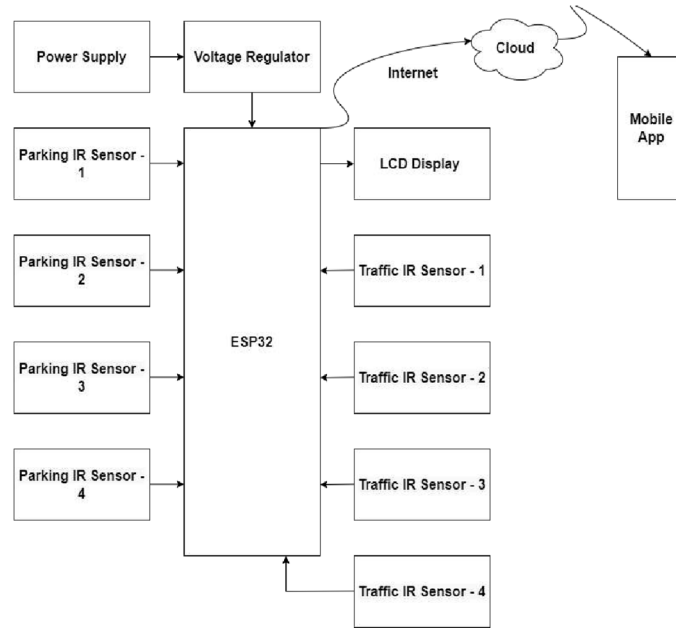 Power Supply
Voltage Regulator
Cloud
Internet
Mobile
App
Parking IR Sensor -
1
LCD Display
Parking IR Sensor -
2
Traffic IR Sensor - 1
ESP32
Parking IR Sensor -
3
Traffic IR Sensor - 2
Parking IR Sensor -
4
Traffic IR Sensor - 3
Traffic IR Sensor - 4